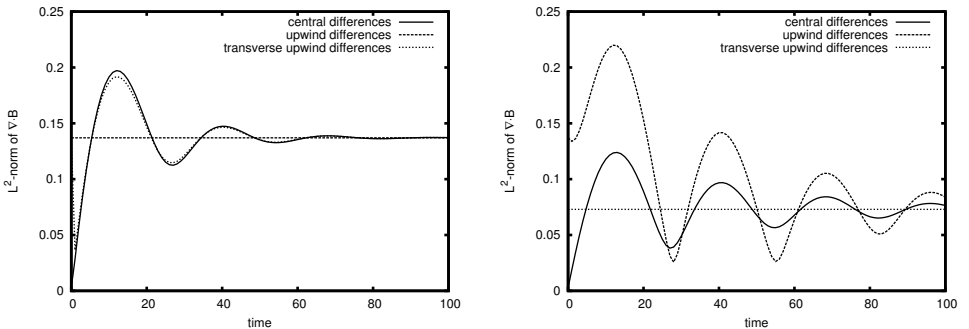 0.25
0.2
0.15
0.1
0.05
0
0 20 40 60 80 100
L2-norm of ∇·B
time
central differences
upwind differences
transverse upwind differences
0.25
0.2
0.15
0.1
0.05
0
0 20 40 60 80 100
L2-norm of ∇·B
time
central differences
upwind differences
transverse upwind differences